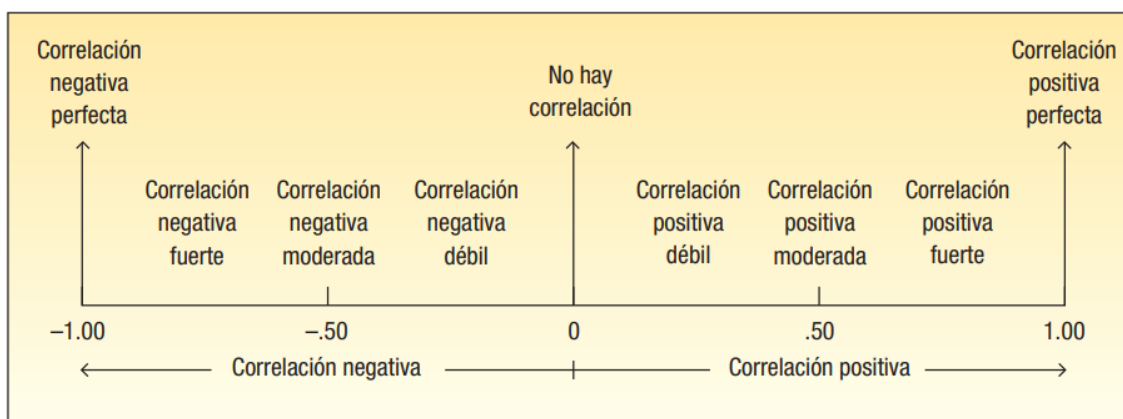 Correlación
negativa
perfecta
No hay
correlación
Correlación
positiva
perfecta
Correlación
negativa
fuerte
Correlación
negativa
moderada
Correlación
negativa
débil
Correlación
positiva
débil
Correlación
positiva
moderada
Correlación
positiva
fuerte
–1.00
–.50
0
.50
1.00
Correlación negativa
Correlación positiva